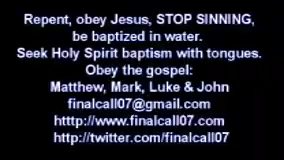 Repent, obey Jesus, STOP SINNING,
be baptized in water.
Seek Holy Spirit baptism with tongues.
Obey the gospel:
Matthew, Mark, Luke & John
finalcall07@gmail.com
htttp://www.finalcall07.com
http://twitter.com/finalcall07